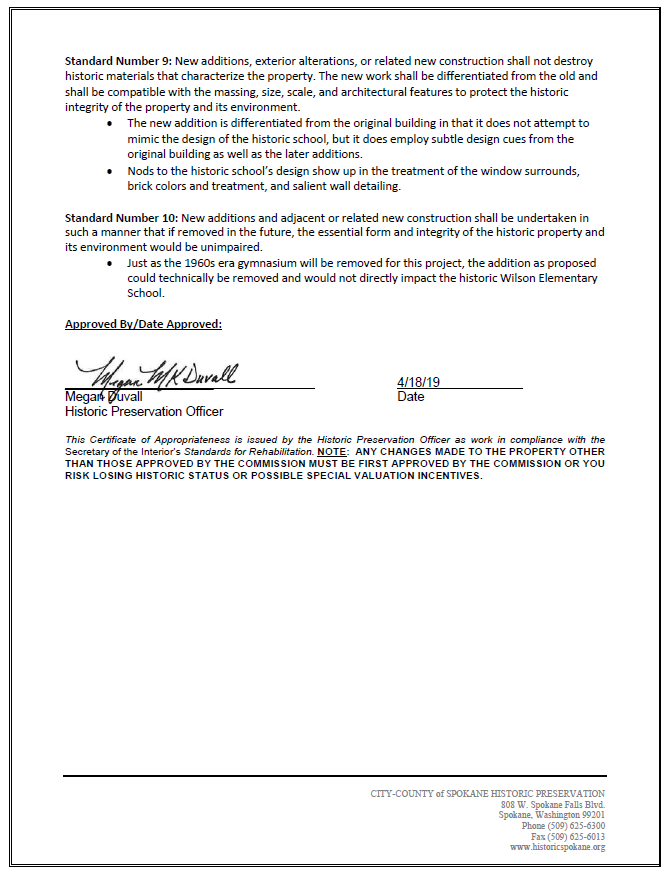 Standard Number 9: New additions, exterior alterations, or related new construction shall not destroy
historic materials that characterize the property. The new work shall be differentiated from the old and
shall be compatible with the massing, size, scale, and architectural features to protect the historic
integrity of the property and its environment.
• The new addition is differentiated from the original building in that it does not attempt to
mimic the design of the historic school, but it does employ subtle design cues from the
original building as well as the later additions.
• Nods to the historic school's design show up in the treatment of the window surrounds,
brick colors and treatment, and salient wall detailing.
Standard Number 10: New additions and adjacent or related new construction shall be undertaken in
such a manner that if removed in the future, the essential form and integrity of the historic property and
its environment would be unimpaired.
• Just as the 1960s era gymnasium will be removed for this project, the addition as proposed
could technically be removed and would not directly impact the historic Wilson Elementary
School.
Approved By/Date Approved:
Megan MK Duvall
4/18/19
Megan Duvall Date
Historic Preservation Officer
This Certificate of Appropriateness is issued by the Historic Preservation Officer as work in compliance with the
Secretary of the Interior's Standards for Rehabilitation. NOTE: ANY CHANGES MADE TO THE PROPERTY OTHER
THAN THOSE APPROVED BY THE COMMISSION MUST BE FIRST APPROVED BY THE COMMISSION OR YOU
RISK LOSING HISTORIC STATUS OR POSSIBLE SPECIAL VALUATION INCENTIVES.
CITY-COUNTY of SPOKANE HISTORIC PRESERVATION
808 W. Spokane Falls Blvd.
Spokane, Washington 99201
Phone (509) 625-6300
Fax (509) 625-6013
www.historicspokane.org